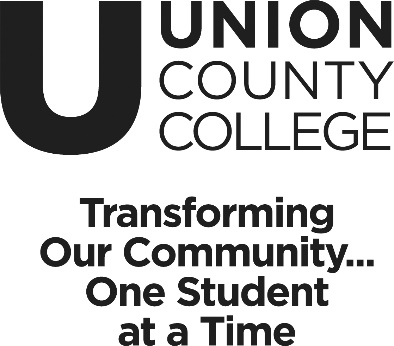 U UNION
COUNTY
COLLEGE
Transforming
Our Community...
One Student
at a Time